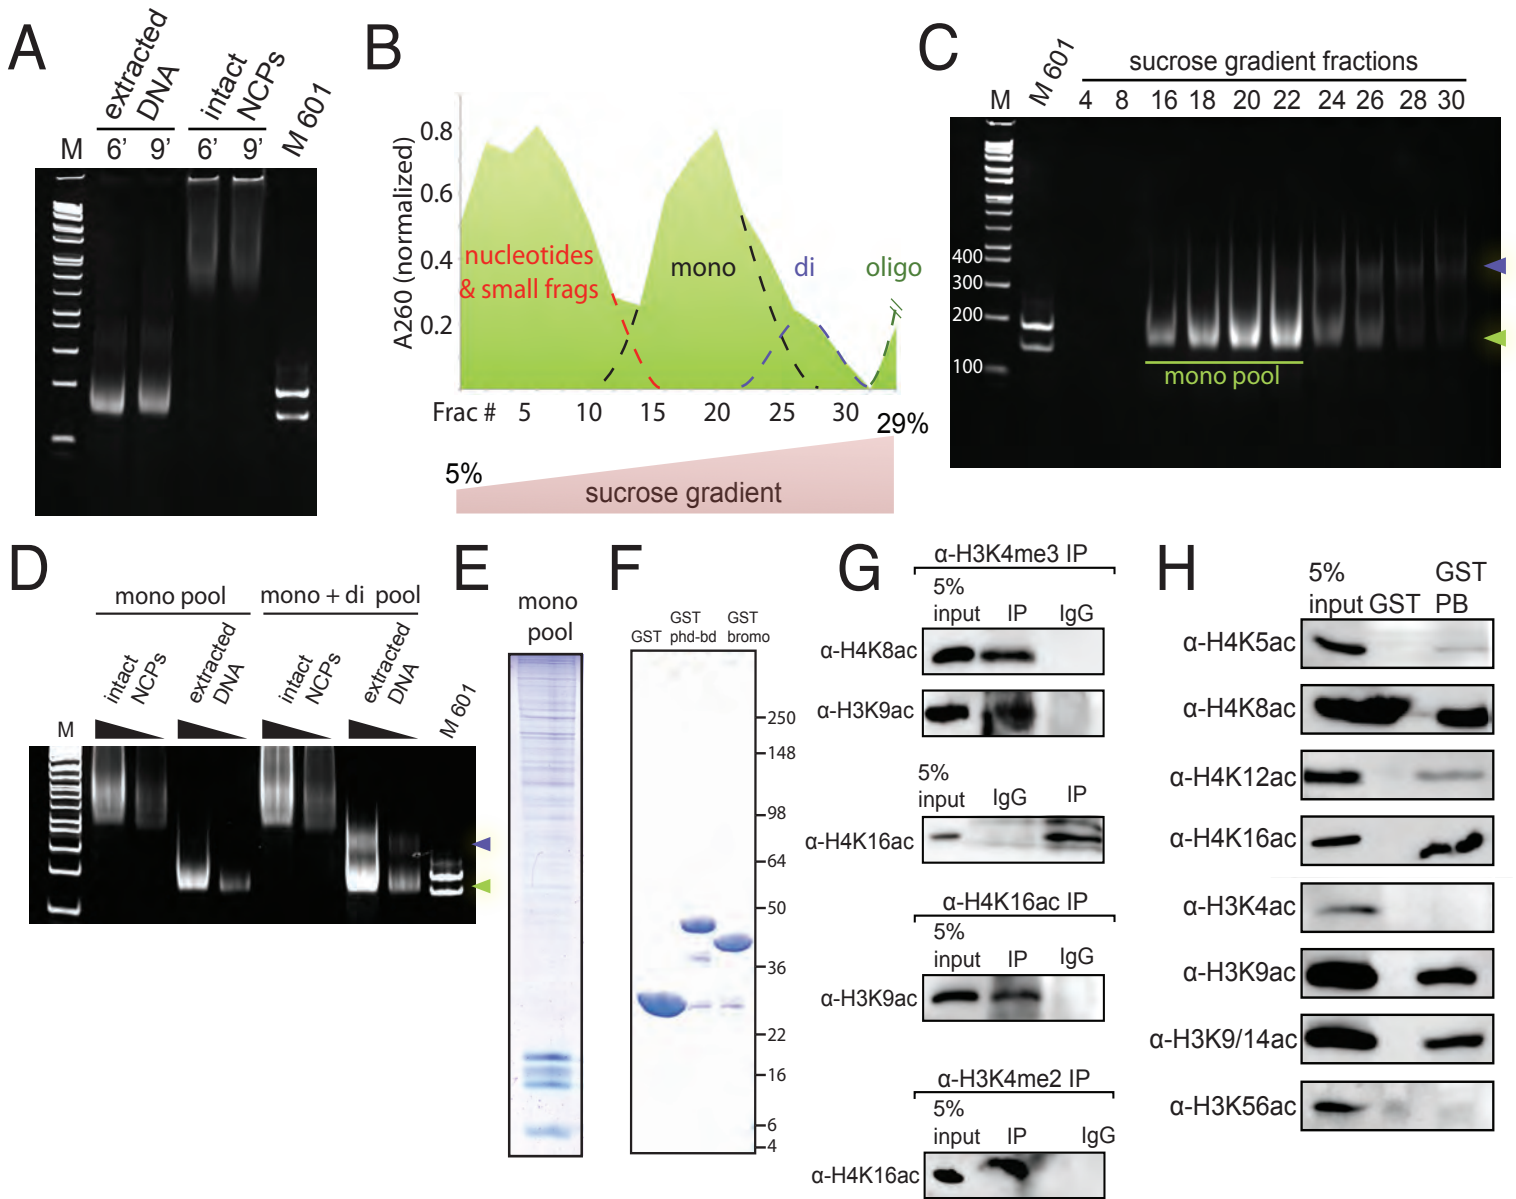 A
extracted
DNA
intact
NCPs
M 601
M
6’
9’
6’
9’
B
A260 (normalized)
0.8
0.6
0.4
0.2
nucleotides
& small frags
mono
di
oligo
Frac #
5
10
15
20
25
30
5%
29%
sucrose gradient
C
M
M 601
sucrose gradient fractions
4 8 16 18 20 22 24 26 28 30
400
300
200
100
mono pool
D
mono pool
mono + di pool
intact
NCPs
extracted
DNA
intact
NCPs
extracted
DNA
M 601
M
E
mono
pool
F
GST
GST
phd-bd
GST
bromo
250
148
98
64
50
36
22
16
6
4
G
α-H3K4me3 IP
5%
input
IP
IgG
α-H4K8ac
α-H3K9ac
5%
input
IgG
IP
α-H4K16ac
α-H4K16ac IP
5%
input
IP
IgG
α-H3K9ac
α-H3K4me2 IP
5%
input
IP
IgG
α-H4K16ac
H
5%
input
GST
GST
PB
α-H4K5ac
α-H4K8ac
α-H4K12ac
α-H4K16ac
α-H3K4ac
α-H3K9ac
α-H3K9/14ac
α-H3K56ac